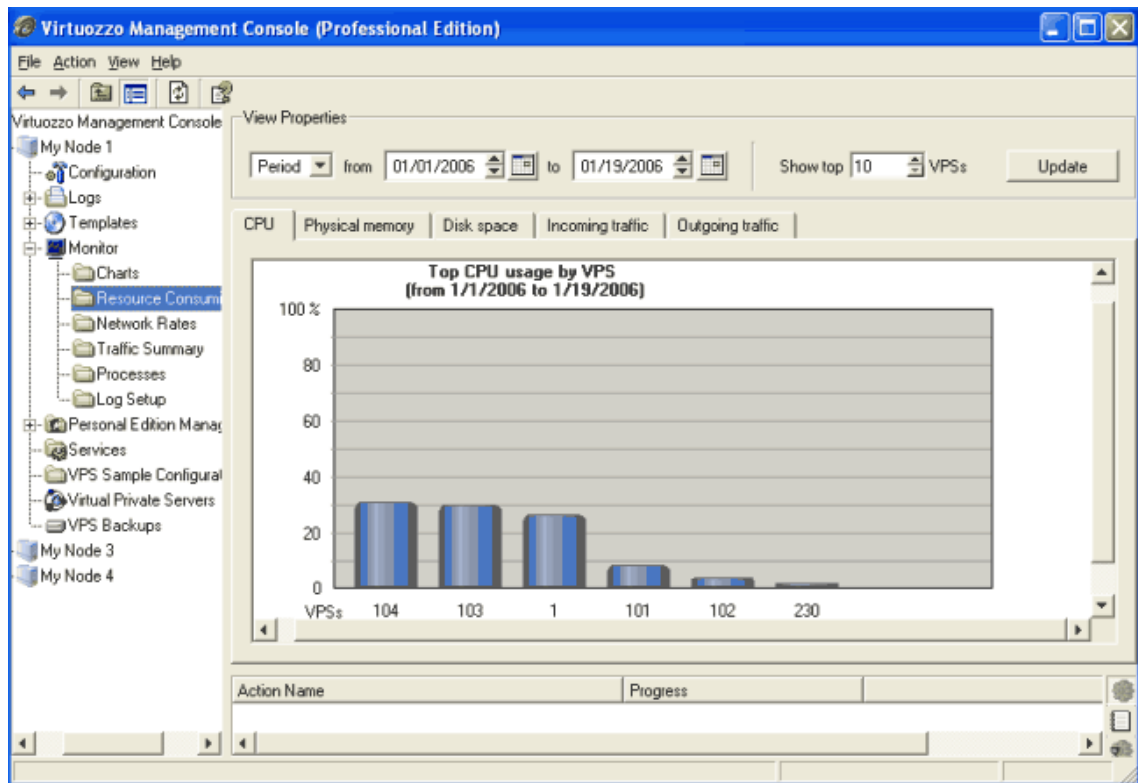 Virtuozzo Management Console (Professional Edition)
File Action View Help
Virtuozzo Management Console
My Node 1
Configuration
Logs
Templates
Monitor
Charts
Resource Consumi
Network Rates
Traffic Summary
Processes
Log Setup
Personal Edition Manag
Services
VPS Sample Configurat
Virtual Private Servers
VPS Backups
My Node 3
My Node 4
View Properties
Period from 01/01/2006 to 01/19/2006 Show top 10 VPSs Update
CPU Physical memory Disk space Incoming traffic Outgoing traffic
Top CPU usage by VPS
(from 1/1/2006 to 1/19/2006)
100 %
80
60
40
20
0
VPSs 104 103 1 101 102 230
Action Name Progress